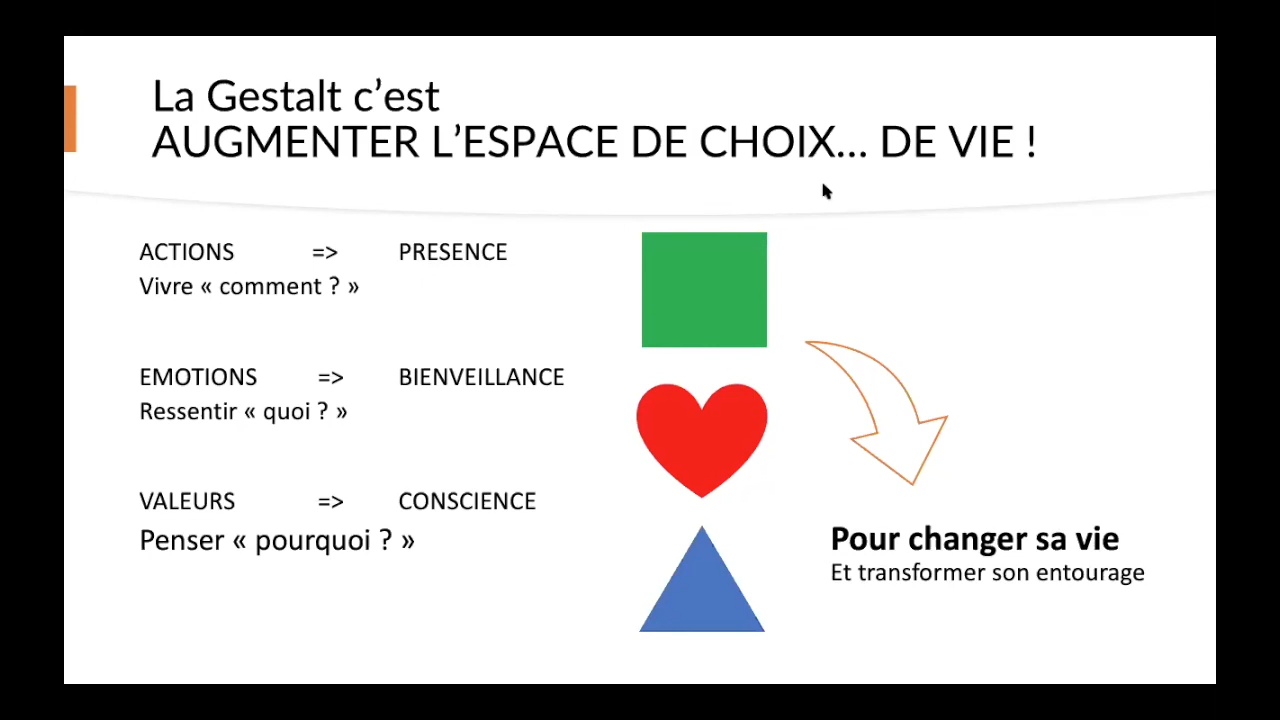 La Gestalt c’est
AUGMENTER L’ESPACE DE CHOIX... DE VIE !
ACTIONS => PRESENCE
Vivre « comment ? »
EMOTIONS => BIENVEILLANCE
Ressentir « quoi ? »
VALEURS => CONSCIENCE
Penser « pourquoi ? »
Pour changer sa vie
Et transformer son entourage